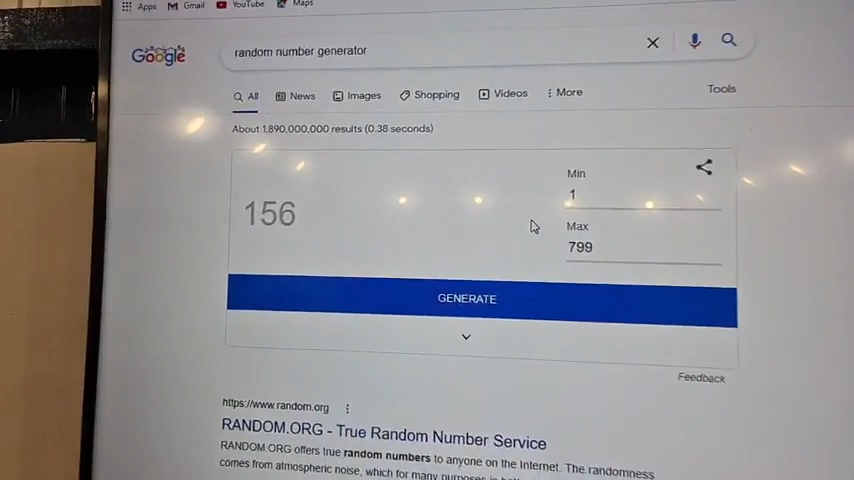 Apps Gmail YouTube Maps
Google
random number generator
All News Images Shopping Videos More Tools
About 1,890,000,000 results (0.38 seconds)
Min
1
156
Max
799
GENERATE
Feedback
https://www.random.org
RANDOM.ORG - True Random Number Service
RANDOM.ORG offers true random numbers to anyone on the Internet. The randomness
comes from atmospheric noise, which for many purposes is